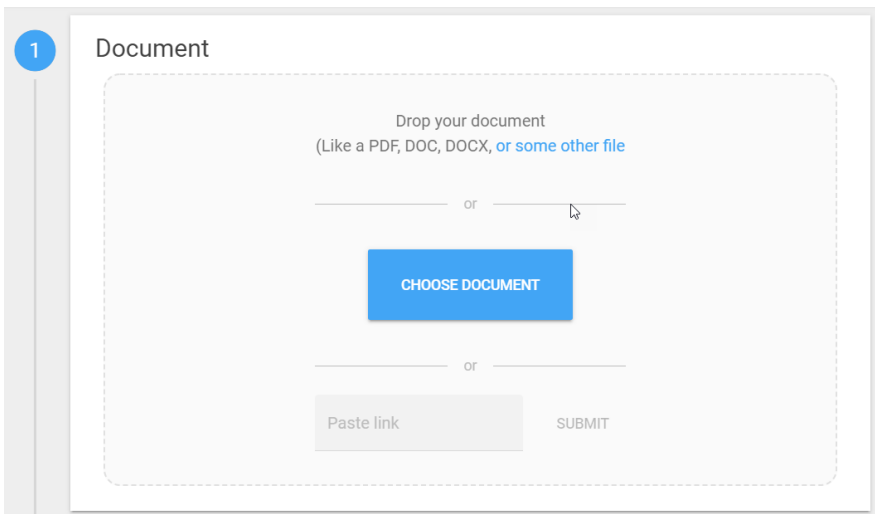 1
Document
Drop your document
(Like a PDF, DOC, DOCX, or some other file
or
CHOOSE DOCUMENT
or
Paste link
SUBMIT